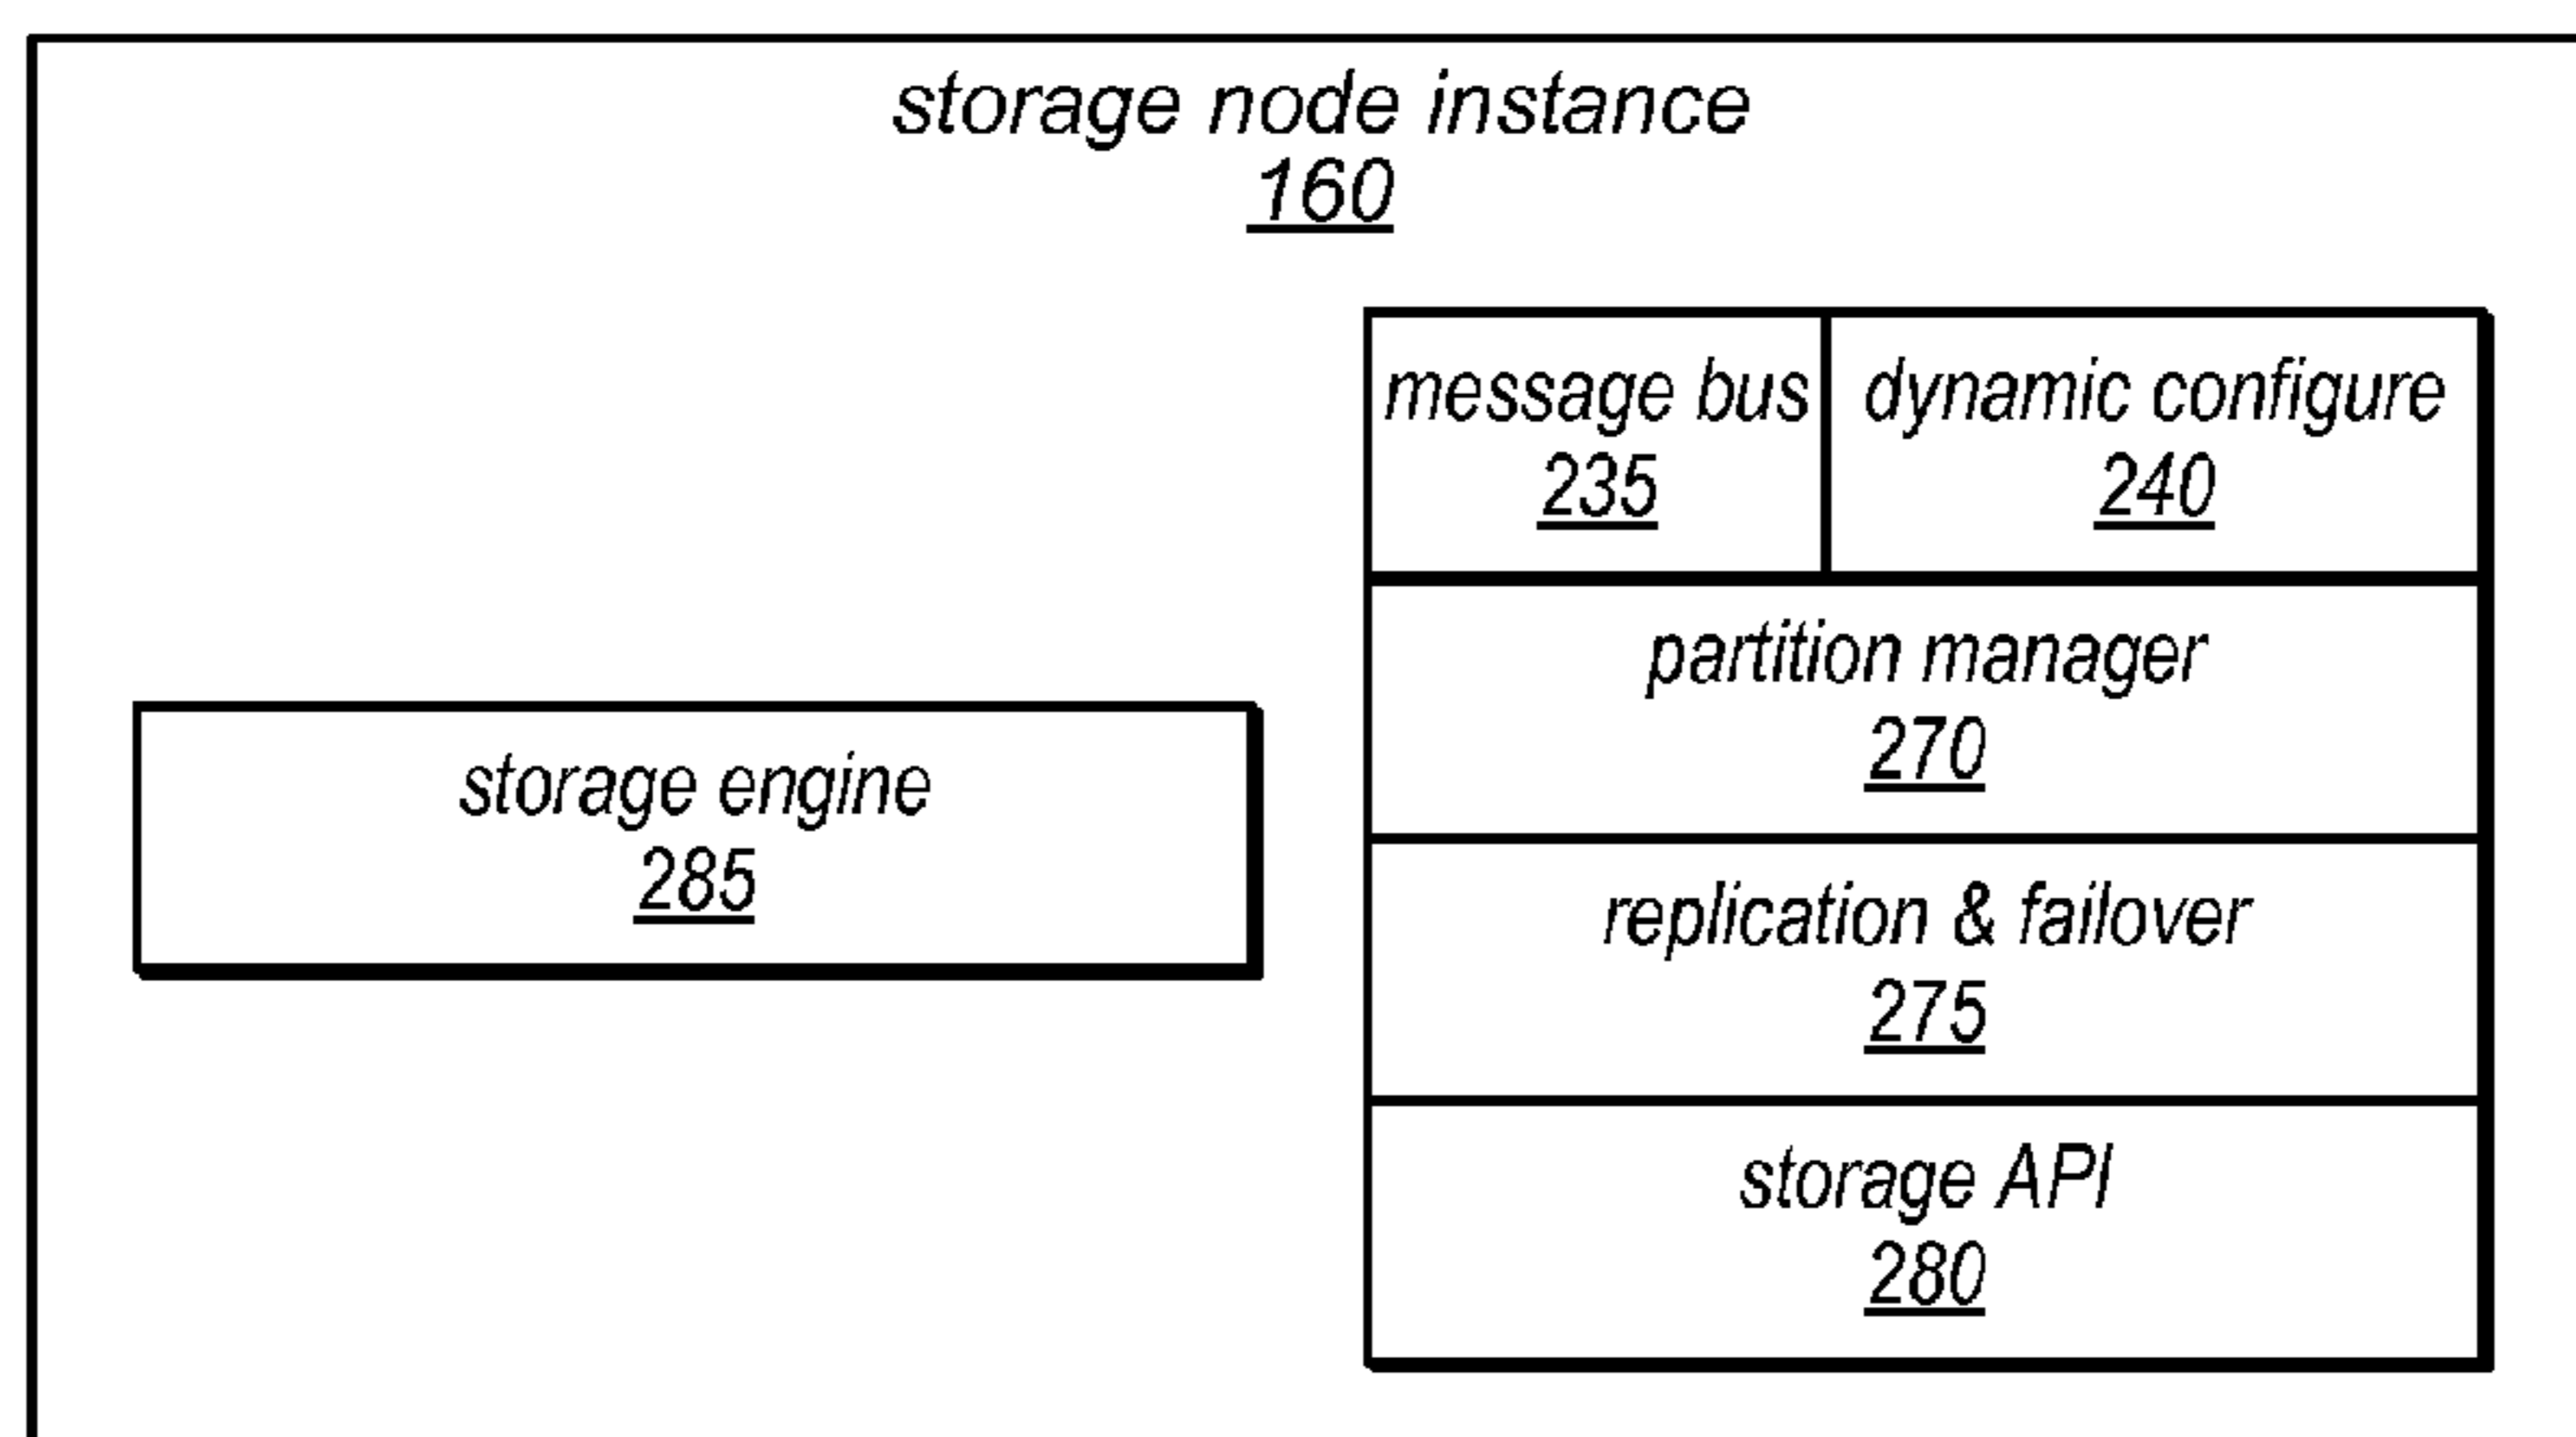 storage node instance
160
message bus
235
dynamic configure
240
partition manager
270
storage engine
285
replication & failover
275
storage API
280